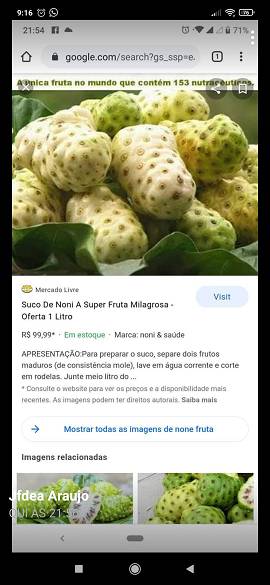 9:16
21:54
71%
google.com/search?gs_ssp=e
1
A única fruta no mundo que contém 153 nutracêuticos
Mercado Livre
Suco De Noni A Super Fruta Milagrosa -
Oferta 1 Litro
Visit
R$ 99,99* · Em estoque · Marca: noni & saúde
APRESENTAÇÃO:Para preparar o suco, separe dois frutos
maduros (de consistência mole), lave em água corrente e corte
em rodelas. Junte meio litro do ...
* Consulte o website para ver os preços e a disponibilidade mais
recentes. As imagens podem ter direitos autorais. Saiba mais
Mostrar todas as imagens de none fruta
Imagens relacionadas
Jfdea Araujo
QUI ÀS 21:56